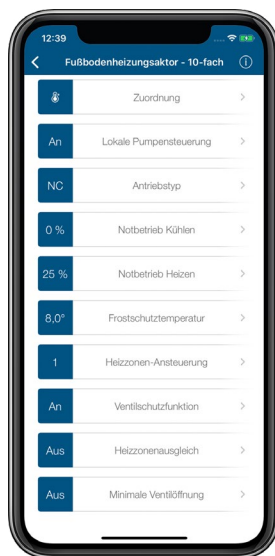 12:39
Fußbodenheizungsaktor - 10-fach
Zuordnung
An Lokale Pumpensteuerung
NC Antriebstyp
0 % Notbetrieb Kühlen
25 % Notbetrieb Heizen
8,0° Frostschutztemperatur
1 Heizzonen-Ansteuerung
An Ventilschutzfunktion
Aus Heizzonenausgleich
Aus Minimale Ventilöffnung